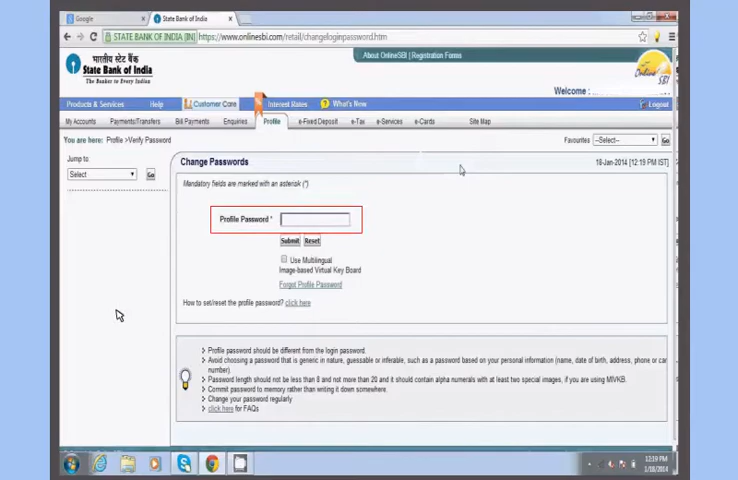 Google
State Bank of India
STATE BANK OF INDIA [IN] https://www.onlinesbi.com/retail/changeloginpassword.htm
भारतीय स्टेट बैंक
State Bank of India
The Banker to Every Indian
About OnlineSBI | Registration Forms
Online SBI
Welcome :
Products & Services Help Customer Care Interest Rates ? What's New Logout
My Accounts Payments/Transfers Bill Payments Enquiries Profile e-Fixed Deposit e-Tax e-Services e-Cards Site Map
You are here: Profile >Verify Password
Favourites --Select-- Go
Jump to
Select Go
Change Passwords
18-Jan-2014 [12:19 PM IST]
Mandatory fields are marked with an asterisk (*)
Profile Password *
Submit Reset
Use Multilingual
Image-based Virtual Key Board
Forgot Profile Password
How to set/reset the profile password? click here
> Profile password should be different from the login password.
> Avoid choosing a password that is generic in nature, guessable or inferable, such as a password based on your personal information (name, date of birth, address, phone or car
number)
> Password length should not be less than 8 and not more than 20 and it should contain alpha numerals with at least two special images, if you are using MIVKB.
> Commit password to memory rather than writing it down somewhere.
> Change your password regularly
> click here for FAQs
12:19 PM
1/18/2014